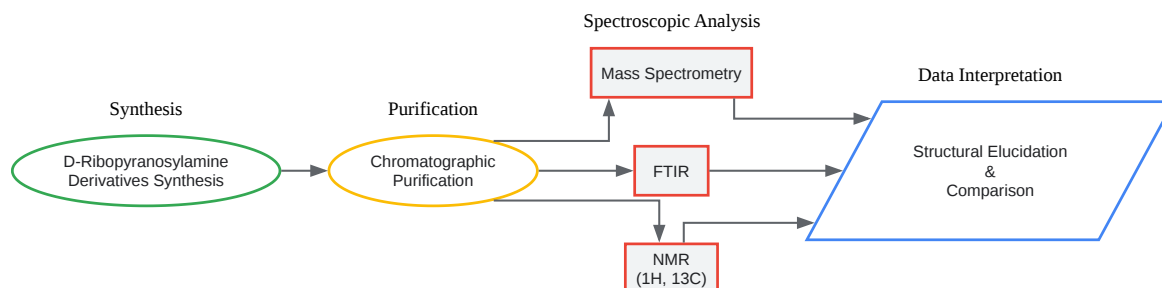 Synthesis
D-Ribopyranosylamine
Derivatives Synthesis
Purification
Chromatographic
Purification
Spectroscopic Analysis
Mass Spectrometry
FTIR
NMR
(1H, 13C)
Data Interpretation
Structural Elucidation
&
Comparison